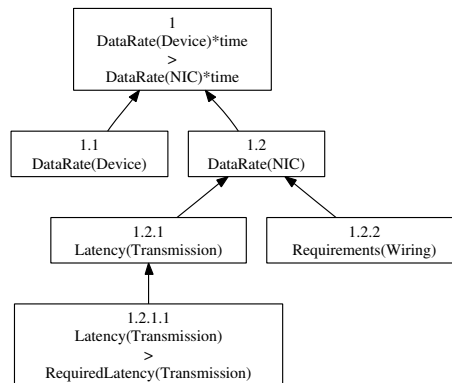 1
DataRate(Device)*time
>
DataRate(NIC)*time
1.1
DataRate(Device)
1.2
DataRate(NIC)
1.2.1
Latency(Transmission)
1.2.2
Requirements(Wiring)
1.2.1.1
Latency(Transmission)
>
RequiredLatency(Transmission)